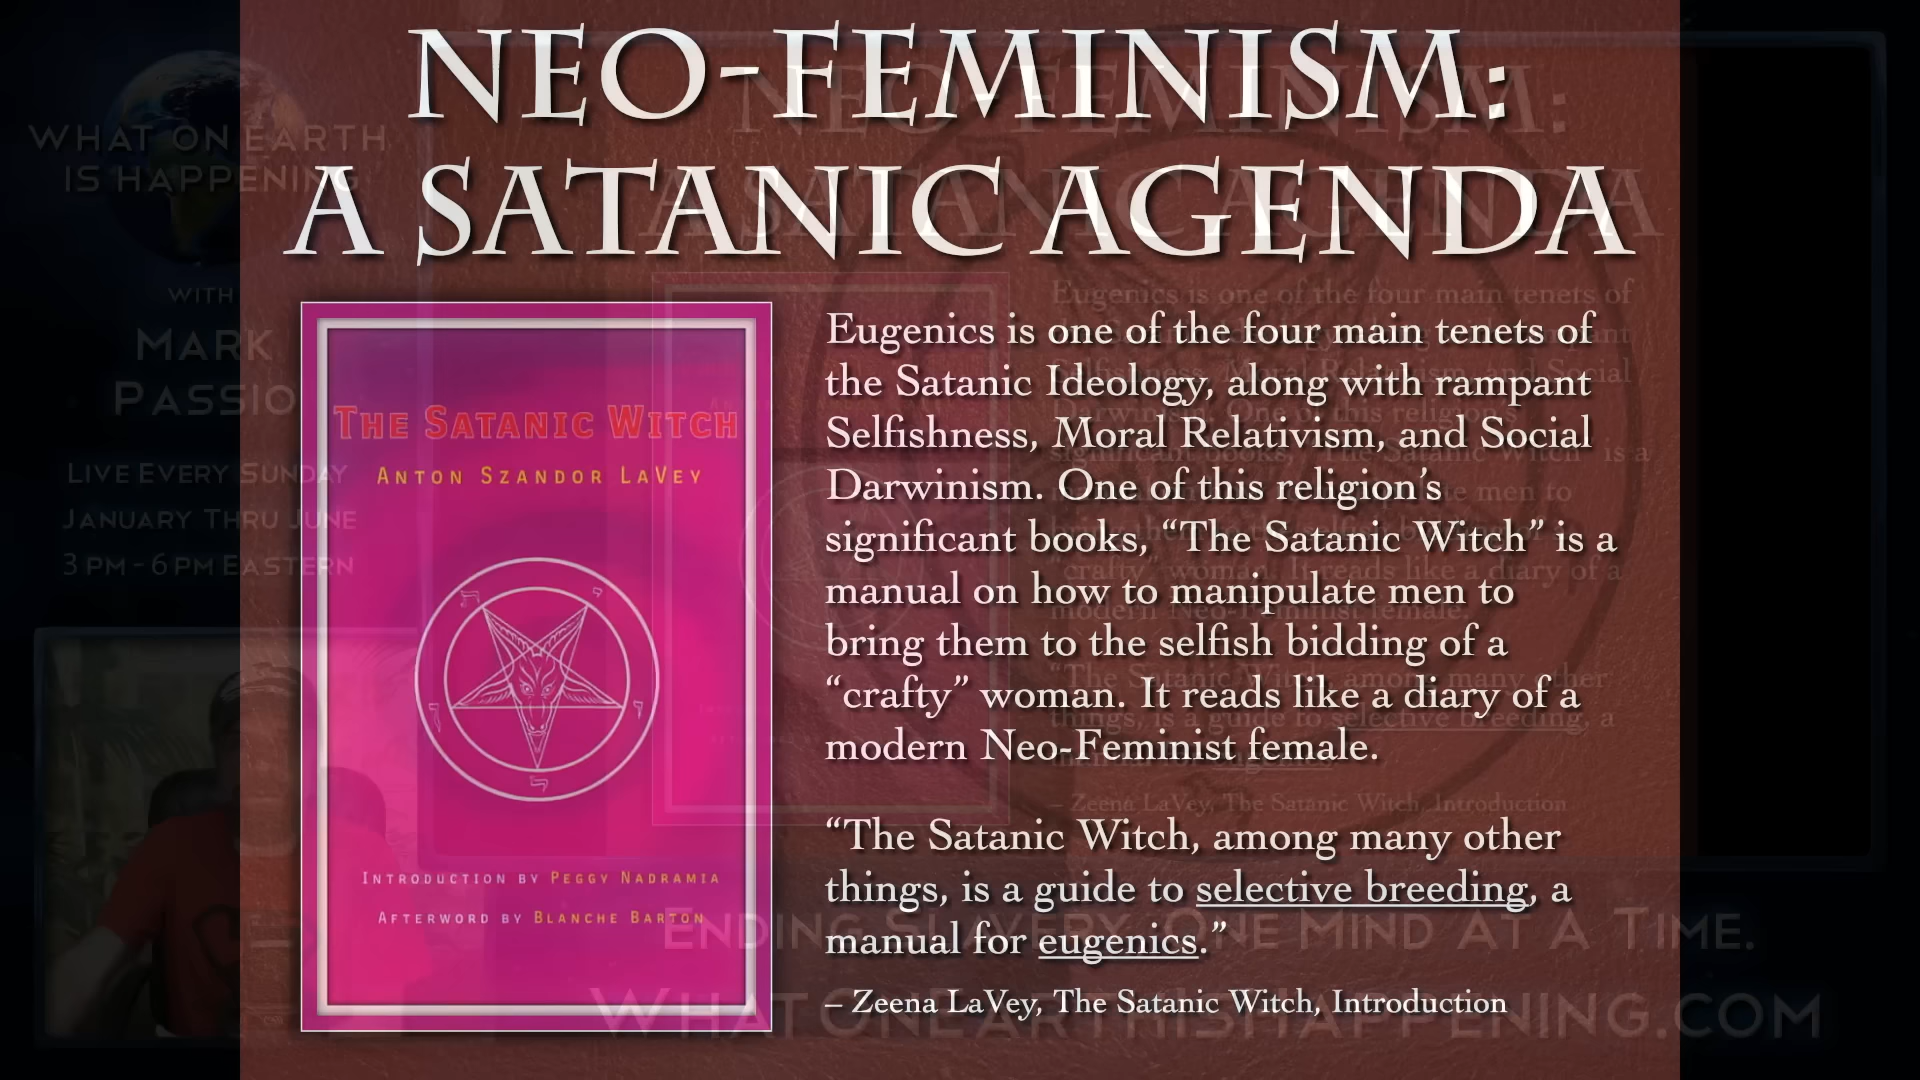 NEO-FEMINISM:
A SATANIC AGENDA
WHAT ON EARTH
IS HAPPENING
WITH
MARK
PASSIO
LIVE EVERY SUNDAY
JANUARY THRU JUNE
3 PM - 6 PM EASTERN
THE SATANIC WITCH
ANTON SZANDOR LAVEY
INTRODUCTION BY PEGGY NADRAMIA
AFTERWORD BY BLANCHE BARTON
Eugenics is one of the four main tenets of
the Satanic Ideology, along with rampant
Selfishness, Moral Relativism, and Social
Darwinism. One of this religion’s
significant books, “The Satanic Witch” is a
manual on how to manipulate men to
bring them to the selfish bidding of a
“crafty” woman. It reads like a diary of a
modern Neo-Feminist female.
“The Satanic Witch, among many other
things, is a guide to selective breeding, a
manual for eugenics.”
– Zeena LaVey, The Satanic Witch, Introduction
ENDING SLAVERY, ONE MIND AT A TIME.
WHATONEARTHISHAPPENING.COM